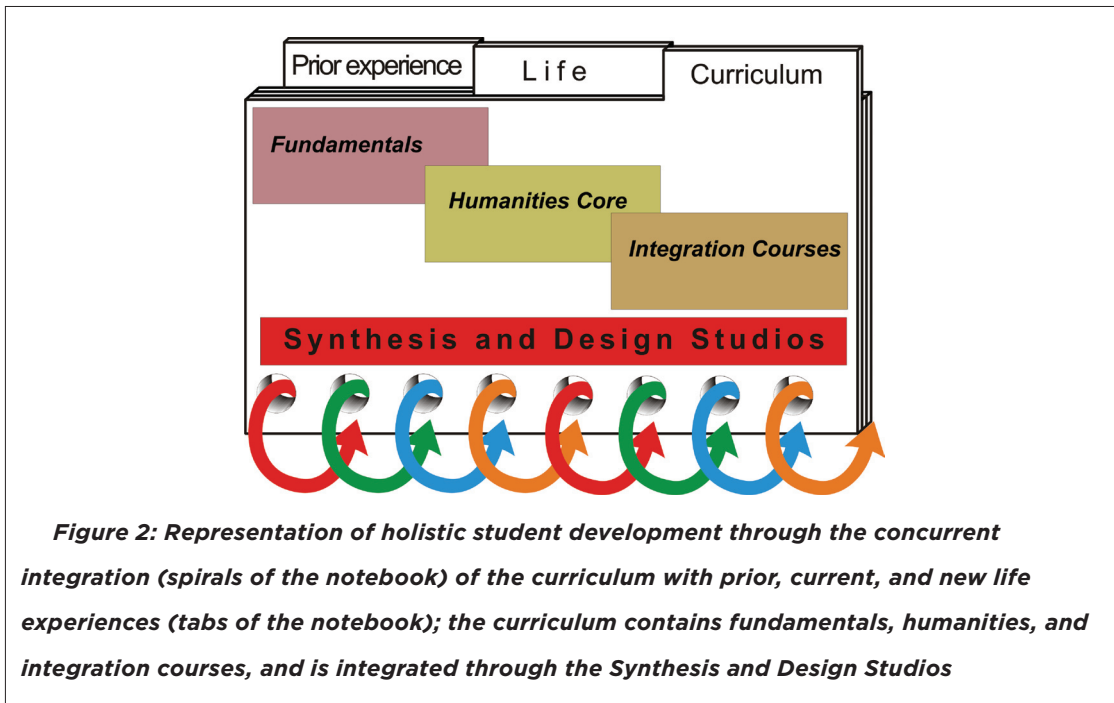 Prior experience
Life
Curriculum
Fundamentals
Humanities Core
Integration Courses
Synthesis and Design Studios
Figure 2: Representation of holistic student development through the concurrent
integration (spirals of the notebook) of the curriculum with prior, current, and new life
experiences (tabs of the notebook); the curriculum contains fundamentals, humanities, and
integration courses, and is integrated through the Synthesis and Design Studios